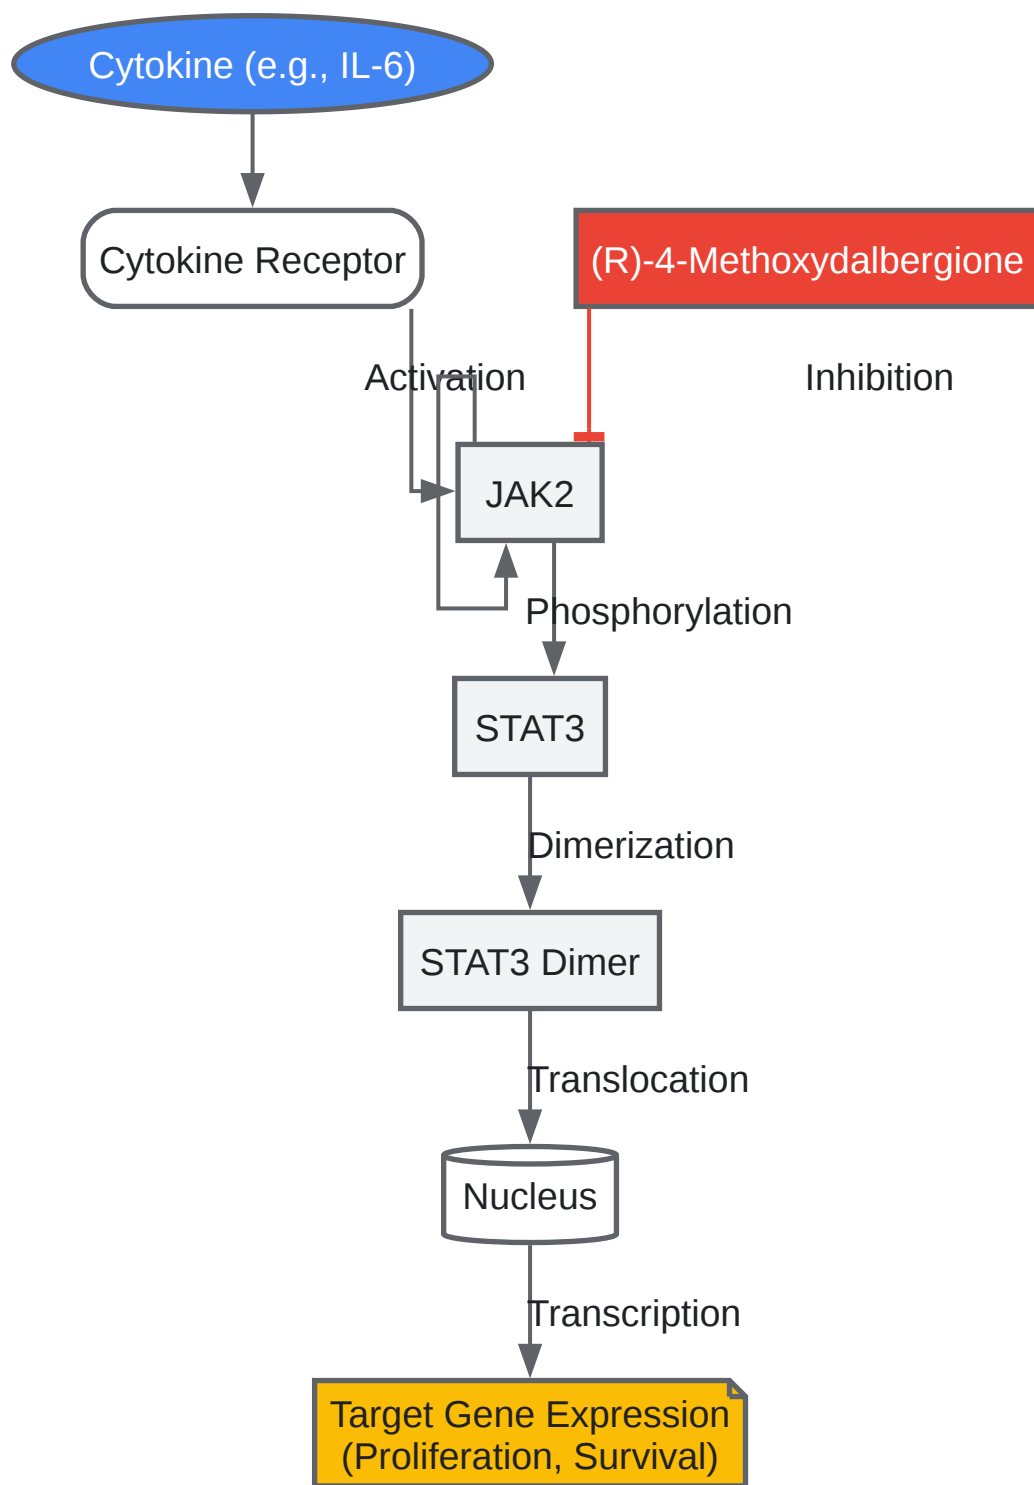 Cytokine (e.g., IL-6)
Cytokine Receptor
(R)-4-Methoxydalbergione
Activation
Inhibition
JAK2
Phosphorylation
STAT3
Dimerization
STAT3 Dimer
Translocation
Nucleus
Transcription
Target Gene Expression
(Proliferation, Survival)